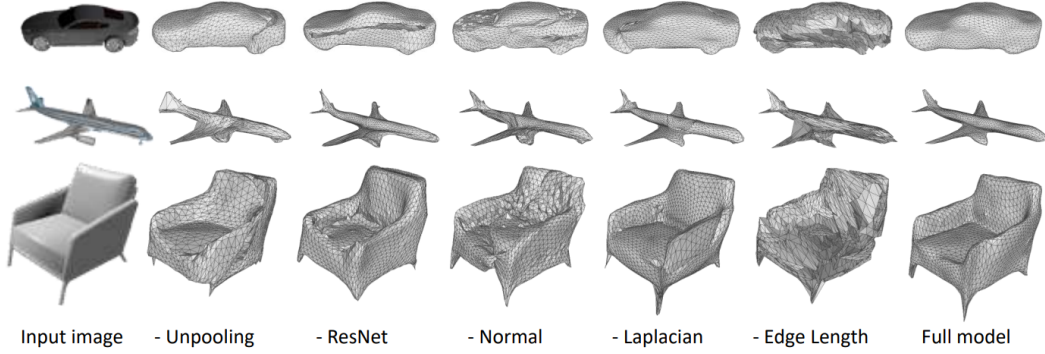 Input image - Unpooling - ResNet - Normal - Laplacian - Edge Length Full model